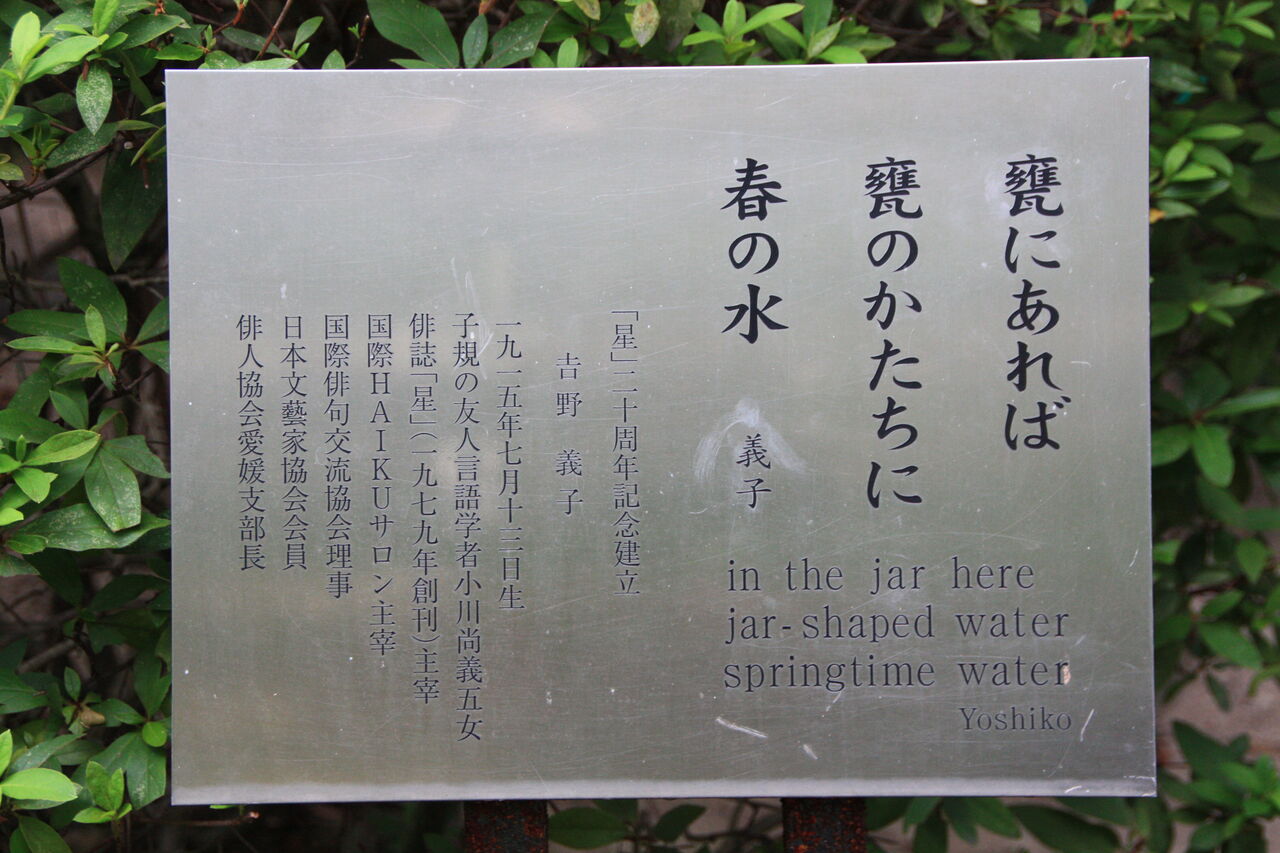 甕にあれば
甕のかたちに
春の水
義子
in the jar here
jar-shaped water
springtime water
Yoshiko
「星」二十周年記念建立
𠮷野 義子
一九一五年七月十三日生
子規の友人言語学者小川尚義五女
俳誌「星」(一九七九年創刊)主宰
国際HAIKUサロン主宰
国際俳句交流協会理事
日本文藝家協会会員
俳人協会愛媛支部長